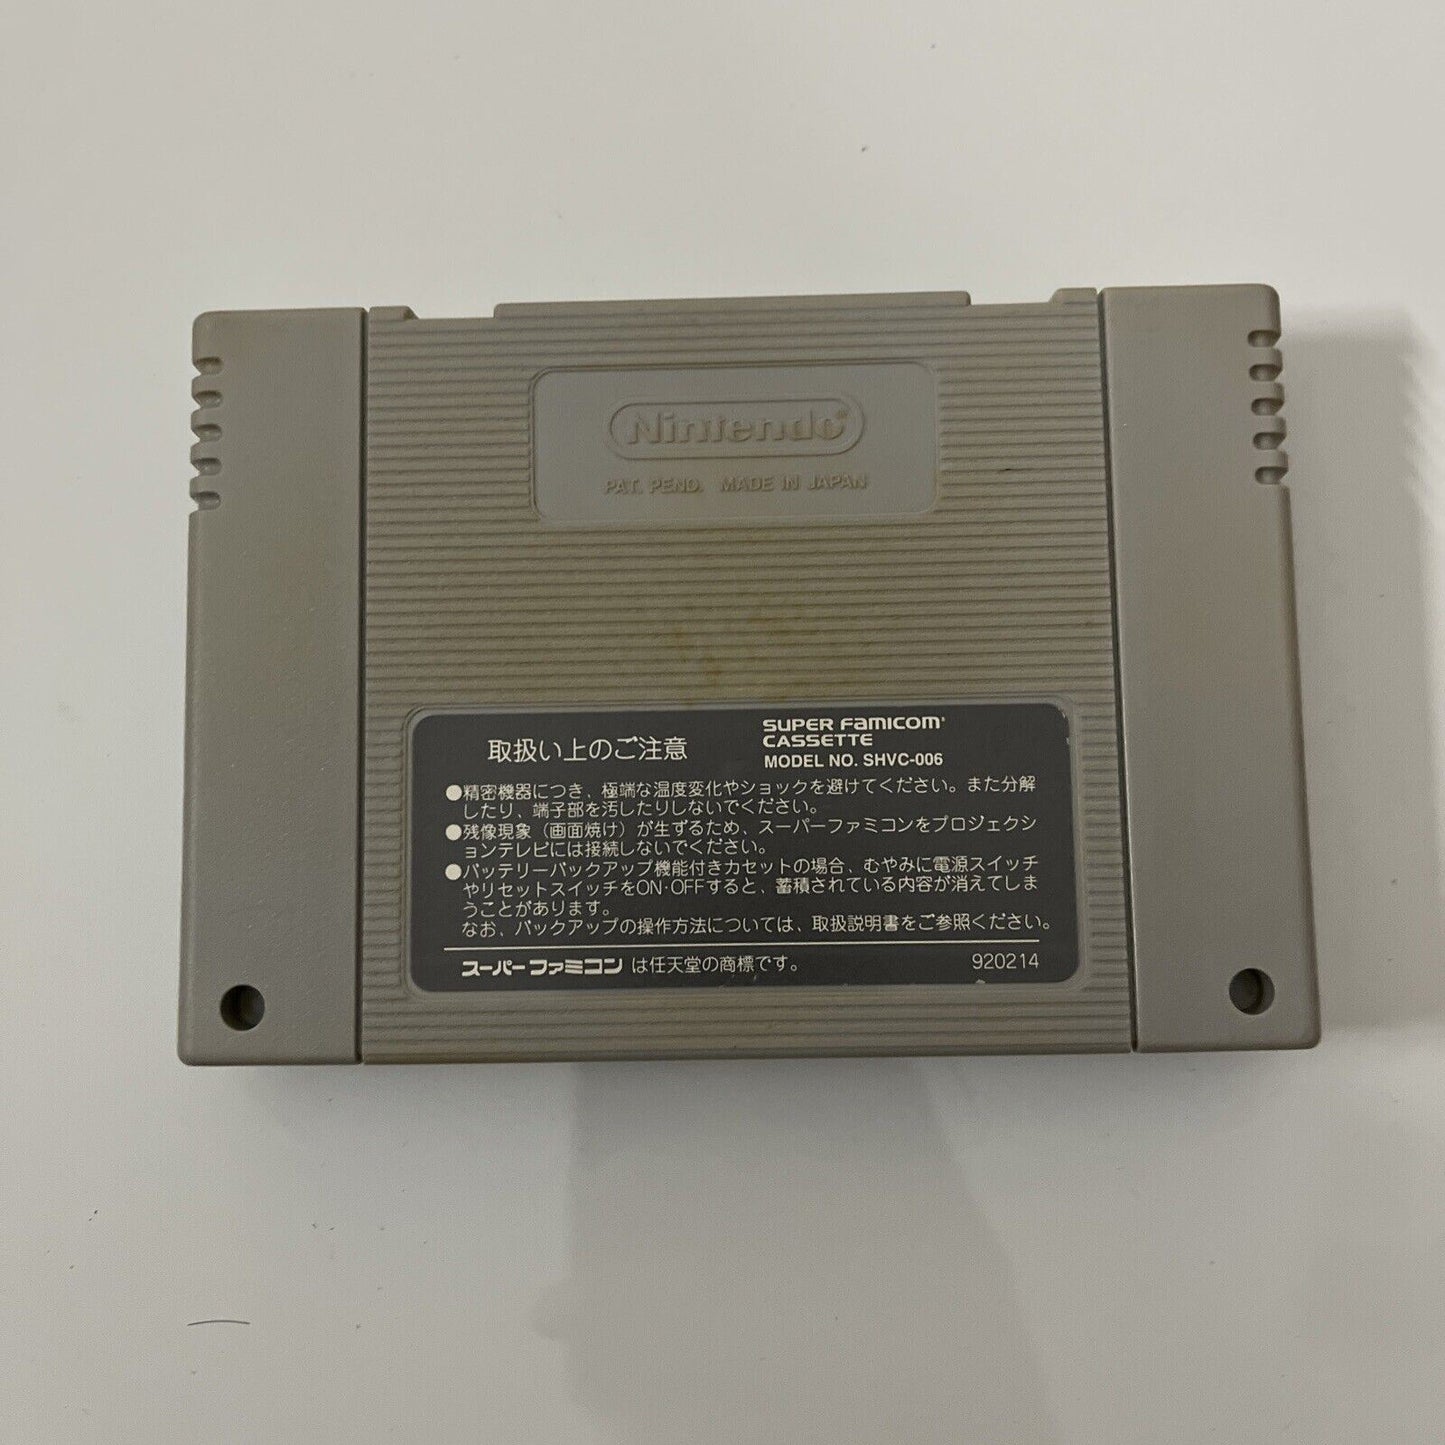 Nintendo®
PAT. PEND. MADE IN JAPAN
取扱い上のご注意
SUPER FAMICOM®
CASSETTE
MODEL NO. SHVC-006
●精密機器につき、極端な温度変化やショックを避けてください。また分解
したり、端子部を汚したりしないでください。
●残像現象（画面焼け）が生ずるため、スーパーファミコンをプロジェクシ
ョンテレビには接続しないでください。
●バッテリーバックアップ機能付きカセットの場合、むやみに電源スイッチ
やリセットスイッチをON・OFFすると、蓄積されている内容が消えてしま
うことがあります。
なお、バックアップの操作方法については、取扱説明書をご参照ください。
スーパーファミコン は任天堂の商標です。
920214